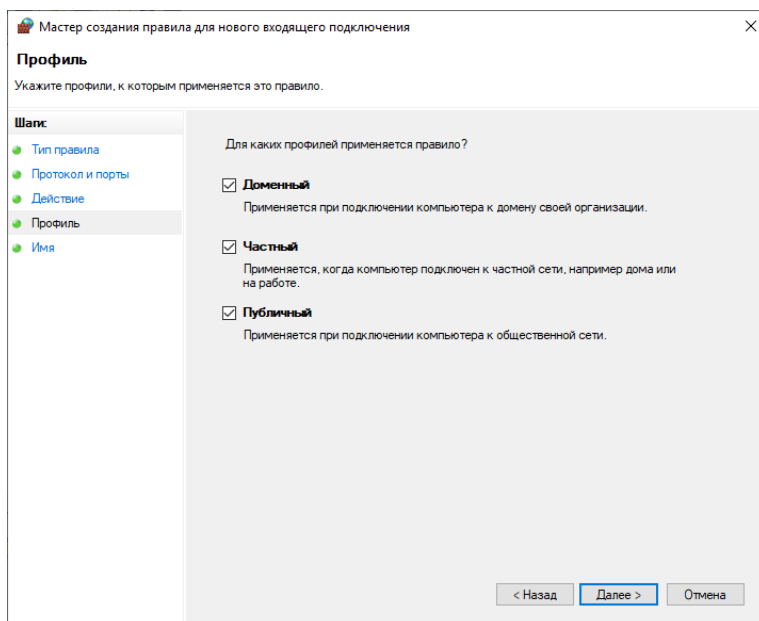 Мастер создания правила для нового входящего подключения
Профиль
Укажите профили, к которым применяется это правило.
Шаги:
Тип правила
Протокол и порты
Действие
Профиль
Имя
Для каких профилей применяется правило?
Доменный
Применяется при подключении компьютера к домену своей организации.
Частный
Применяется, когда компьютер подключен к частной сети, например дома или
на работе.
Публичный
Применяется при подключении компьютера к общественной сети.
< Назад
Далее >
Отмена